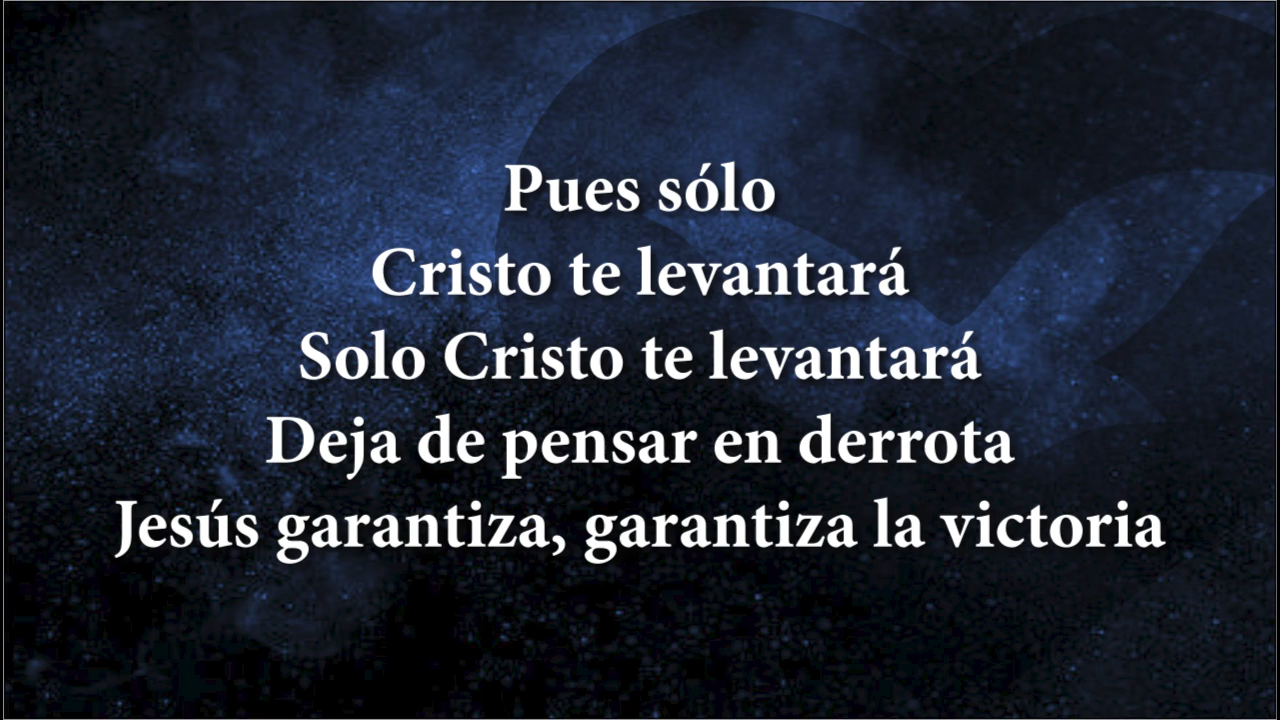 Pues sólo
Cristo te levantará
Solo Cristo te levantará
Deja de pensar en derrota
Jesús garantiza, garantiza la victoria